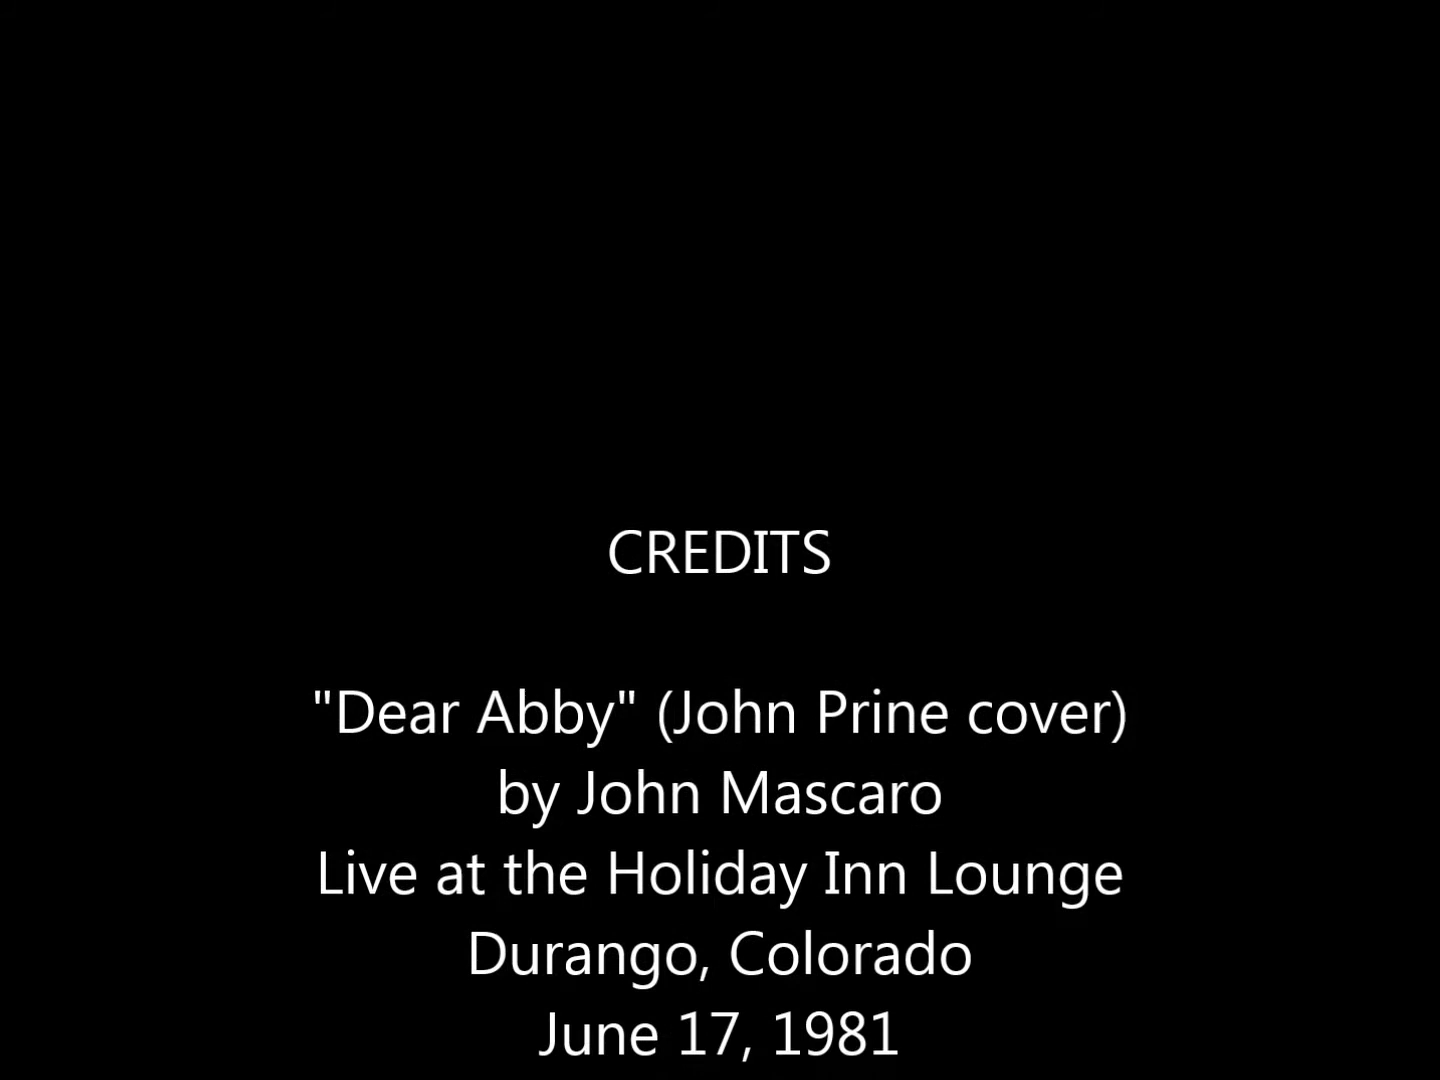 CREDITS
"Dear Abby" (John Prine cover)
by John Mascaro
Live at the Holiday Inn Lounge
Durango, Colorado
June 17, 1981